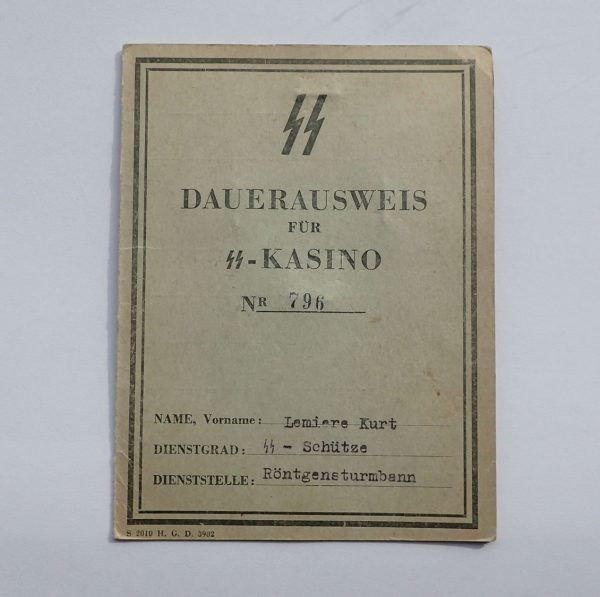 ᛋᛋ
DAUERAUSWEIS
FÜR
ᛋᛋ-KASINO
NR 796
NAME, Vorname: Lemiere Kurt
DIENSTGRAD: ᛋᛋ - Schütze
DIENSTSTELLE: Röntgensturmbann
S 2010 H. G. D. 3902